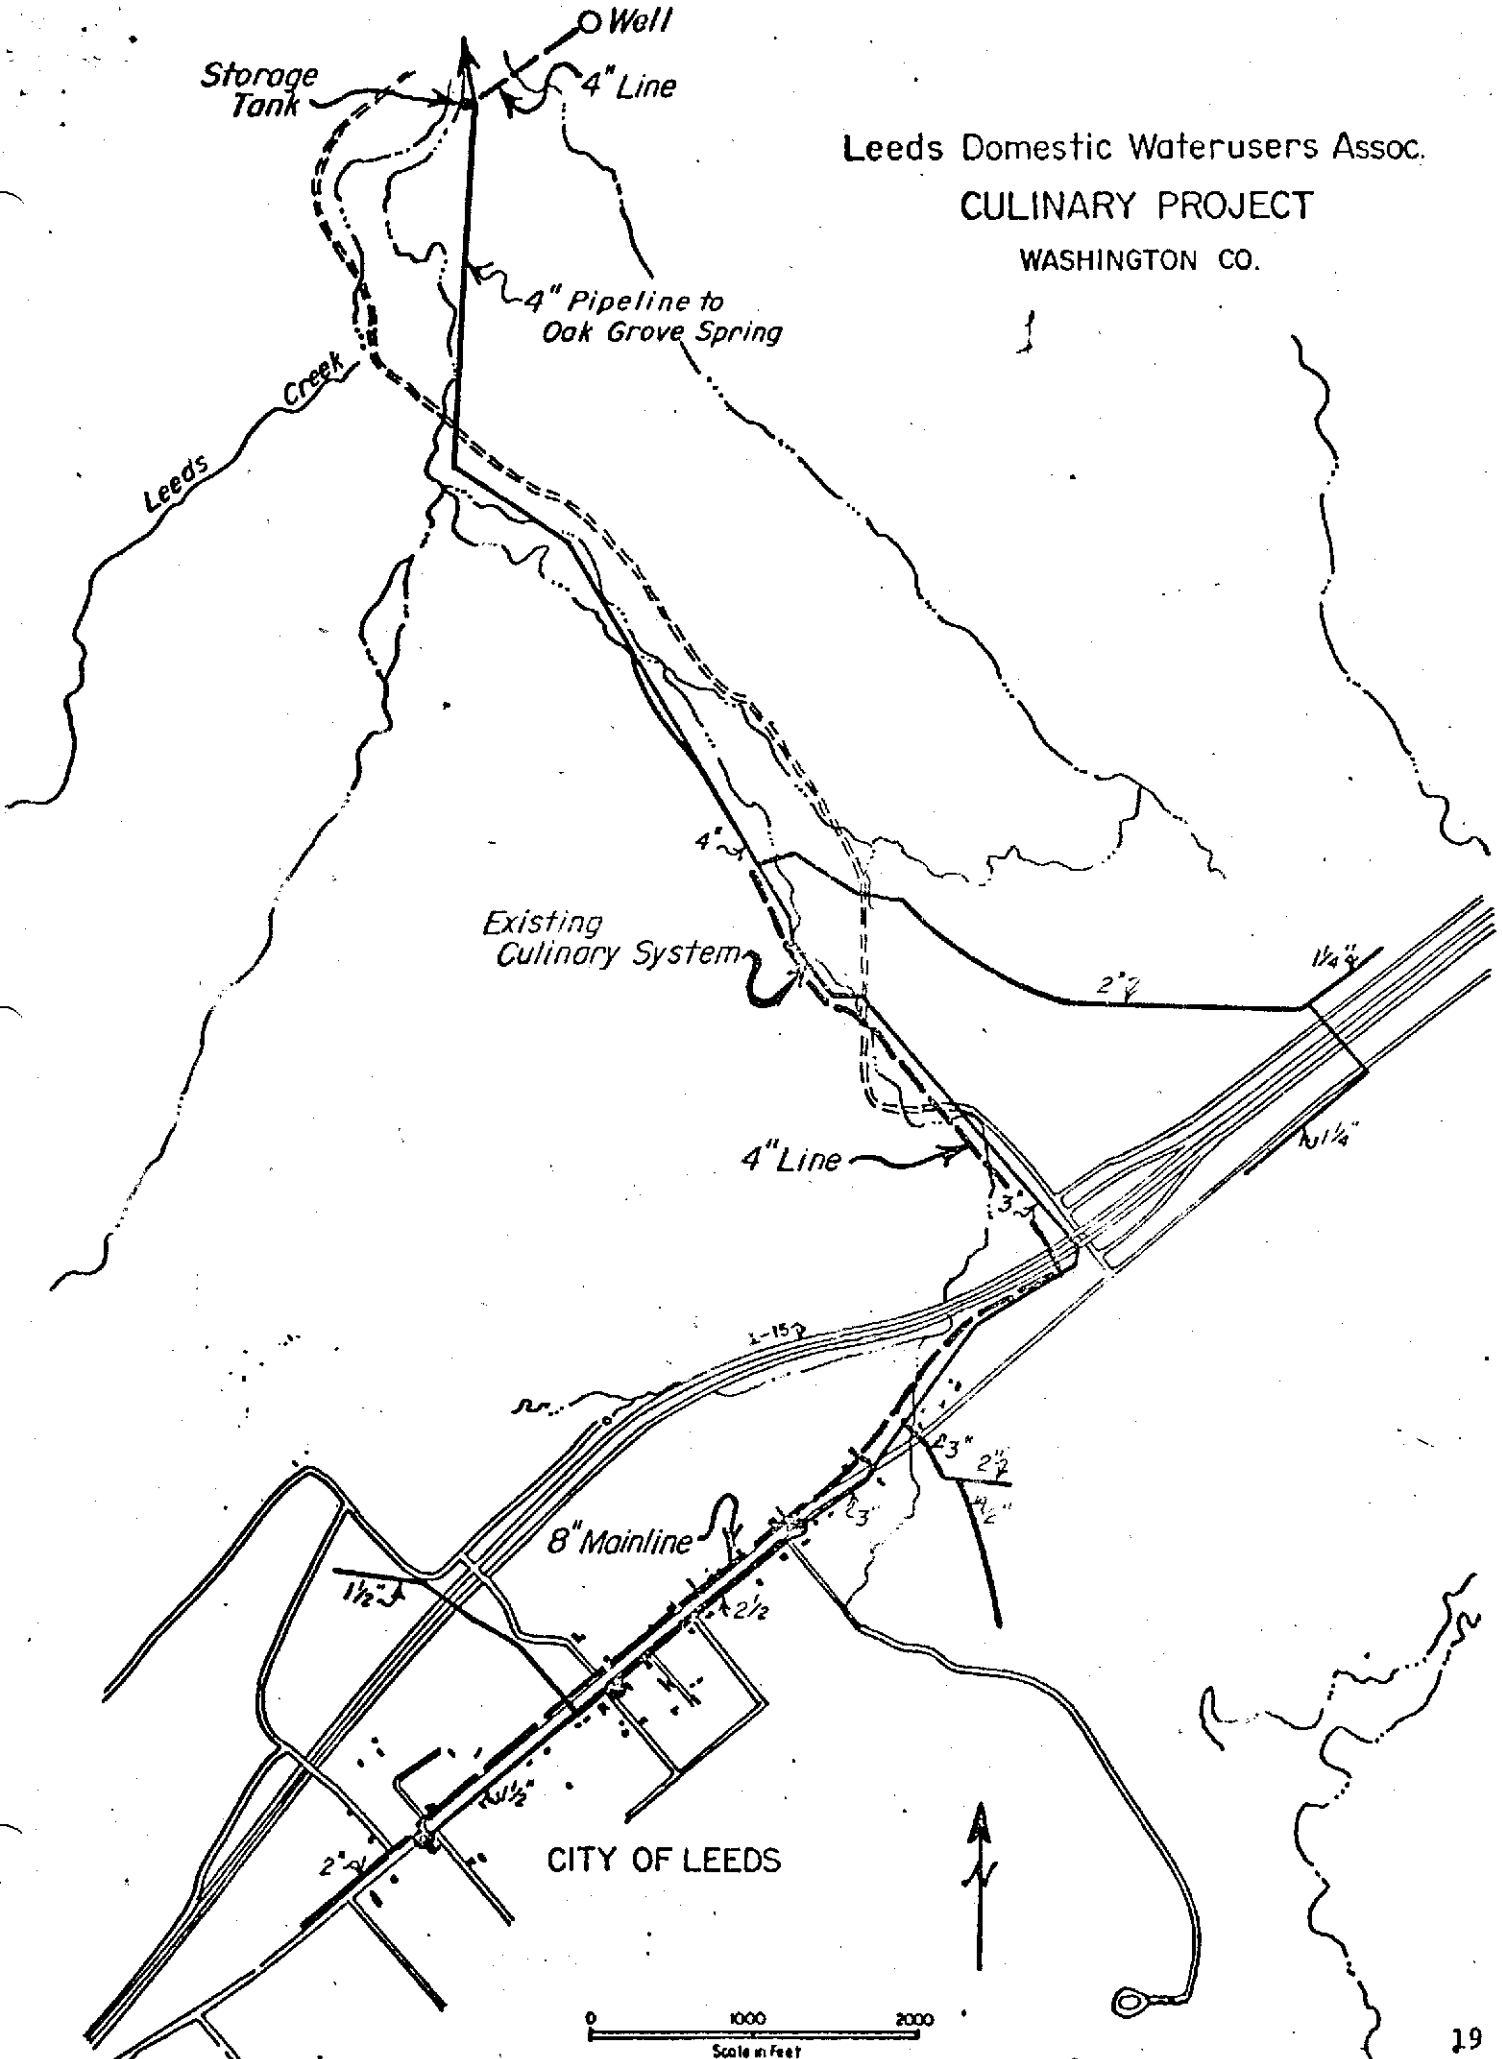 Well
Storage
Tank
4" Line
Leeds Domestic Waterusers Assoc.
CULINARY PROJECT
WASHINGTON CO.
4" Pipeline to
Oak Grove Spring
Creek
Leeds
4"
Existing
Culinary System
1¼"
2"
4" Line
1¼"
3"
I-15
3"
2"
2"
3"
8" Mainline
1½"
2½
1½"
2"
CITY OF LEEDS
N
0 1000 2000
Scale in Feet
19